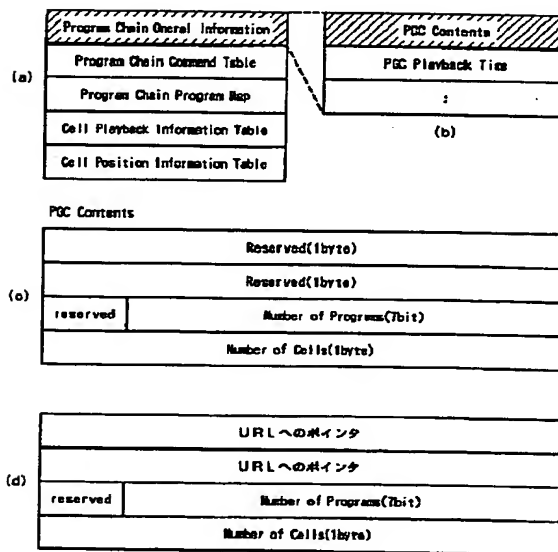 Program Chain Oneral Information
Program Chain Command Table
Program Chain Program Map
Cell Playback Information Table
Cell Position Information Table
(a)
PGC Contents
PGC Playback Time
:
(b)
PGC Contents
Reserved(1byte)
Reserved(1byte)
(c)
reserved Number of Programs(7bit)
Number of Cells(1byte)
URLへのポインタ
URLへのポインタ
(d)
reserved Number of Programs(7bit)
Number of Cells(1byte)